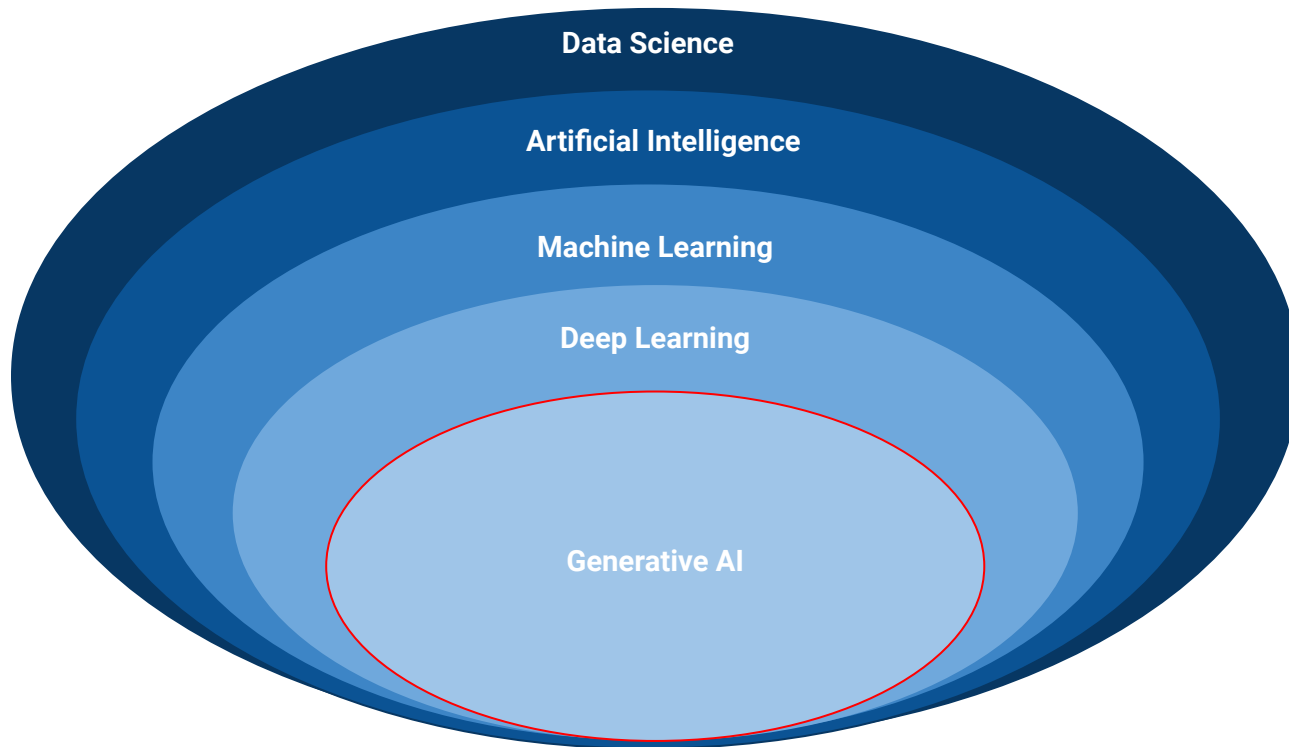 Data Science
Artificial Intelligence
Machine Learning
Deep Learning
Generative AI